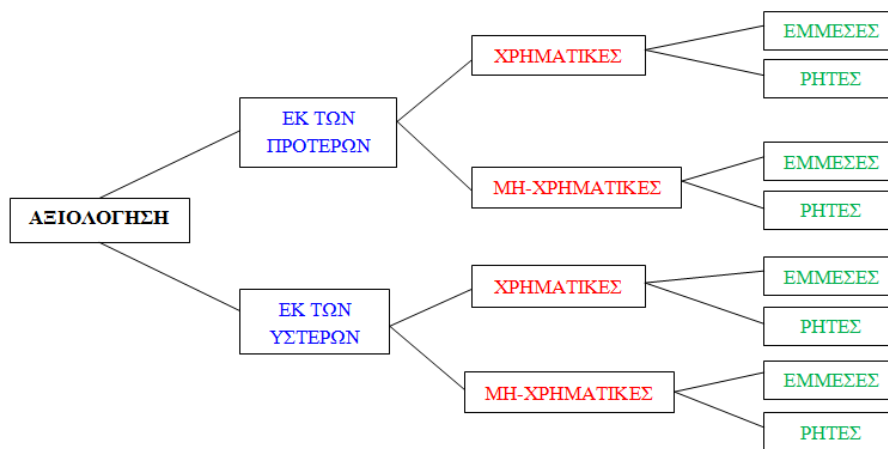 ΑΞΙΟΛΟΓΗΣΗ
ΕΚ ΤΩΝ
ΠΡΟΤΕΡΩΝ
ΧΡΗΜΑΤΙΚΕΣ
ΕΜΜΕΣΕΣ
ΡΗΤΕΣ
ΜΗ-ΧΡΗΜΑΤΙΚΕΣ
ΕΜΜΕΣΕΣ
ΡΗΤΕΣ
ΕΚ ΤΩΝ
ΥΣΤΕΡΩΝ
ΧΡΗΜΑΤΙΚΕΣ
ΕΜΜΕΣΕΣ
ΡΗΤΕΣ
ΜΗ-ΧΡΗΜΑΤΙΚΕΣ
ΕΜΜΕΣΕΣ
ΡΗΤΕΣ